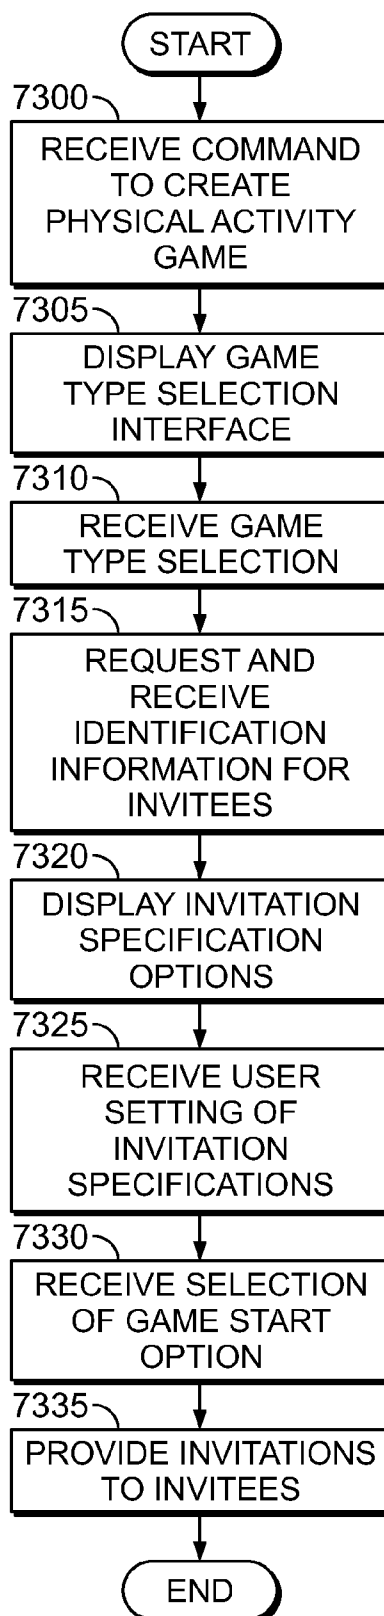 START
7300
RECEIVE COMMAND
TO CREATE
PHYSICAL ACTIVITY
GAME
7305
DISPLAY GAME
TYPE SELECTION
INTERFACE
7310
RECEIVE GAME
TYPE SELECTION
7315
REQUEST AND
RECEIVE
IDENTIFICATION
INFORMATION FOR
INVITEES
7320
DISPLAY INVITATION
SPECIFICATION
OPTIONS
7325
RECEIVE USER
SETTING OF
INVITATION
SPECIFICATIONS
7330
RECEIVE SELECTION
OF GAME START
OPTION
7335
PROVIDE INVITATIONS
TO INVITEES
END